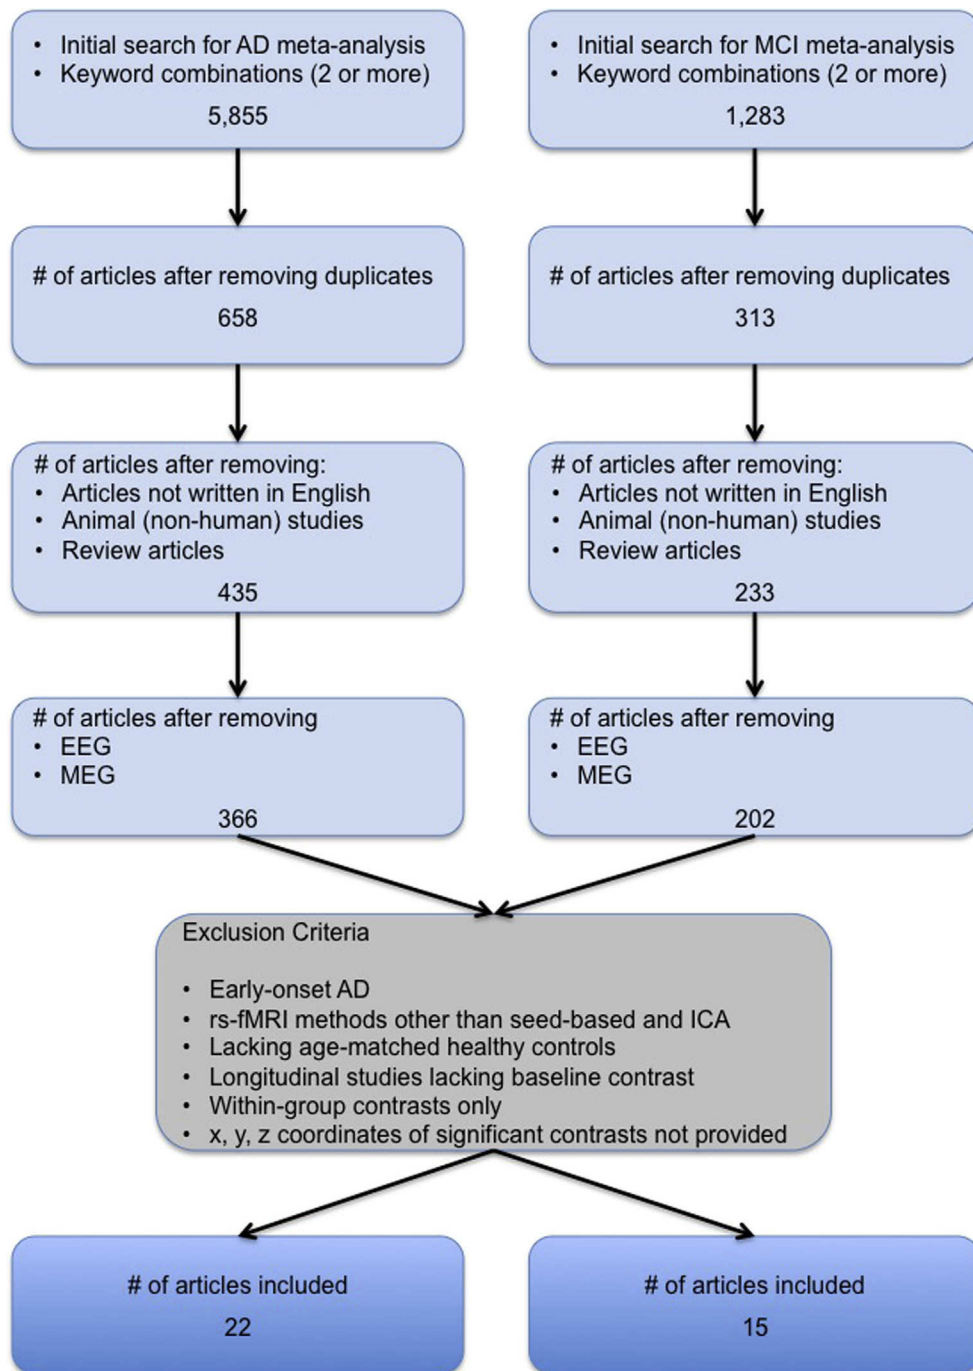 • Initial search for AD meta-analysis
• Keyword combinations (2 or more)
5,855
• Initial search for MCI meta-analysis
• Keyword combinations (2 or more)
1,283
# of articles after removing duplicates
658
# of articles after removing duplicates
313
# of articles after removing:
• Articles not written in English
• Animal (non-human) studies
• Review articles
435
# of articles after removing:
• Articles not written in English
• Animal (non-human) studies
• Review articles
233
# of articles after removing
• EEG
• MEG
366
# of articles after removing
• EEG
• MEG
202
Exclusion Criteria
• Early-onset AD
• rs-fMRI methods other than seed-based and ICA
• Lacking age-matched healthy controls
• Longitudinal studies lacking baseline contrast
• Within-group contrasts only
• x, y, z coordinates of significant contrasts not provided
# of articles included
22
# of articles included
15